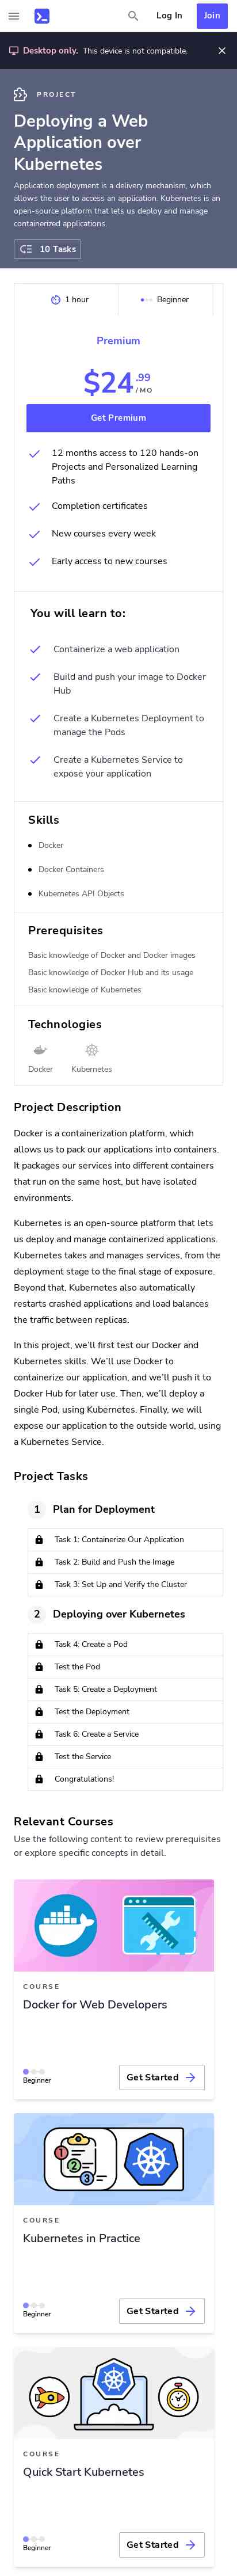 Log In
Join
Desktop only. This device is not compatible.
PROJECT
Deploying a Web
Application over
Kubernetes
Application deployment is a delivery mechanism, which
allows the user to access an application. Kubernetes is an
open-source platform that lets us deploy and manage
containerized applications.
10 Tasks
1 hour
Beginner
Premium
$24.99
/MO
Get Premium
12 months access to 120 hands-on
Projects and Personalized Learning
Paths
Completion certificates
New courses every week
Early access to new courses
You will learn to:
Containerize a web application
Build and push your image to Docker
Hub
Create a Kubernetes Deployment to
manage the Pods
Create a Kubernetes Service to
expose your application
Skills
Docker
Docker Containers
Kubernetes API Objects
Prerequisites
Basic knowledge of Docker and Docker images
Basic knowledge of Docker Hub and its usage
Basic knowledge of Kubernetes
Technologies
Docker
Kubernetes
Project Description
Docker is a containerization platform, which
allows us to pack our applications into containers.
It packages our services into different containers
that run on the same host, but have isolated
environments.
Kubernetes is an open-source platform that lets
us deploy and manage containerized applications.
Kubernetes takes and manages services, from the
deployment stage to the final stage of exposure.
Beyond that, Kubernetes also automatically
restarts crashed applications and load balances
the traffic between replicas.
In this project, we’ll first test our Docker and
Kubernetes skills. We’ll use Docker to
containerize our application, and we’ll push it to
Docker Hub for later use. Then, we’ll deploy a
single Pod, using Kubernetes. Finally, we will
expose our application to the outside world, using
a Kubernetes Service.
Project Tasks
1 Plan for Deployment
Task 1: Containerize Our Application
Task 2: Build and Push the Image
Task 3: Set Up and Verify the Cluster
2 Deploying over Kubernetes
Task 4: Create a Pod
Test the Pod
Task 5: Create a Deployment
Test the Deployment
Task 6: Create a Service
Test the Service
Congratulations!
Relevant Courses
Use the following content to review prerequisites
or explore specific concepts in detail.
COURSE
Docker for Web Developers
Beginner
Get Started
COURSE
Kubernetes in Practice
Beginner
Get Started
COURSE
Quick Start Kubernetes
Beginner
Get Started